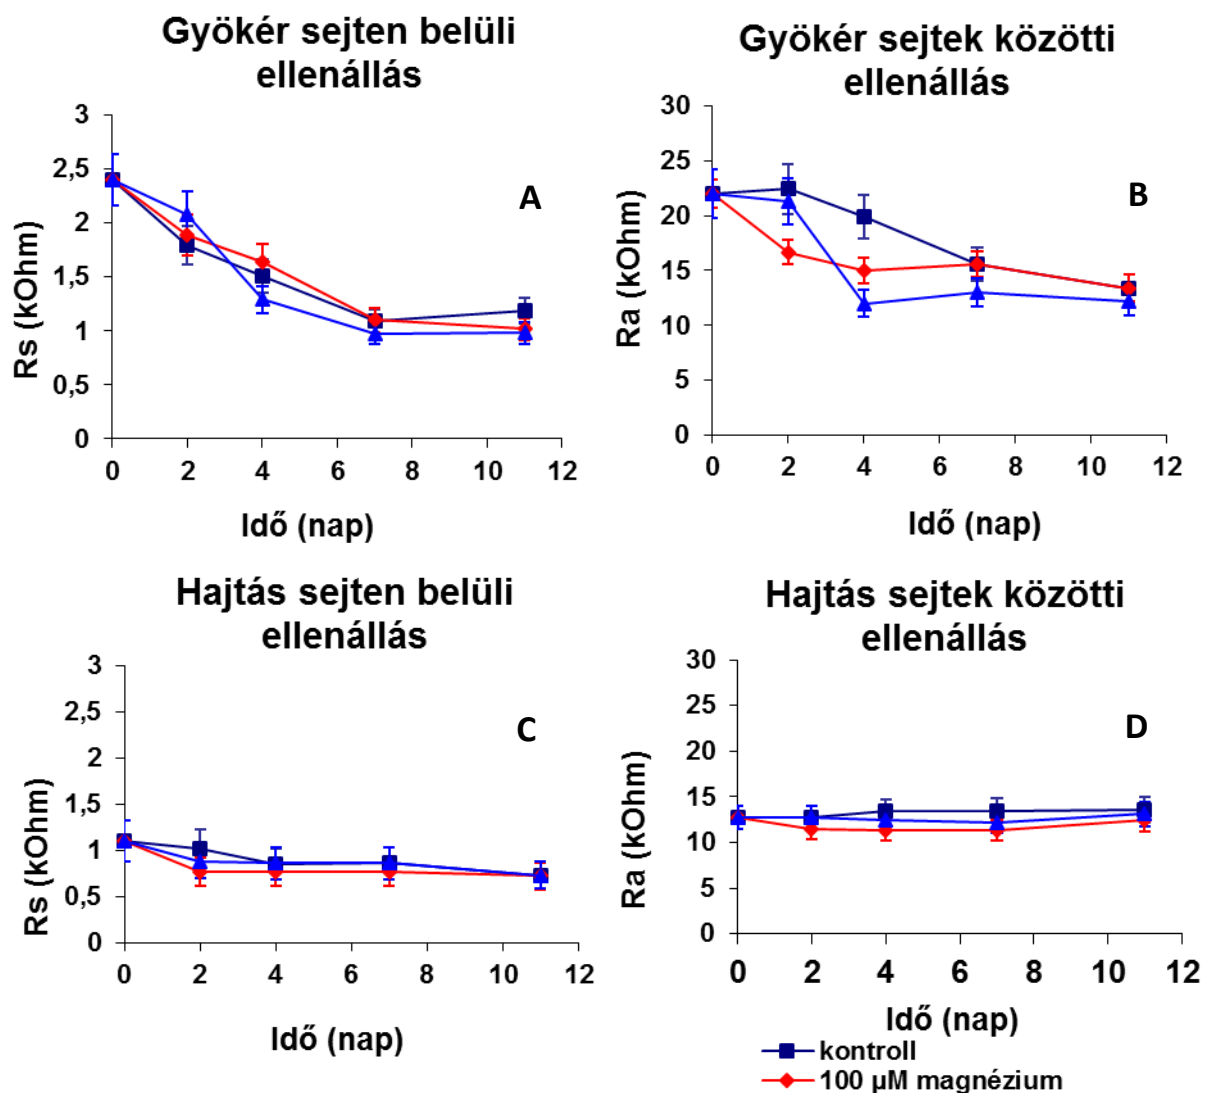 Gyökér sejten belüli
ellenállás
3
2,5
2
1,5
1
0,5
0
Rs (kOhm)
A
0 2 4 6 8 10 12
Idő (nap)
Gyökér sejtek közötti
ellenállás
30
25
20
15
10
5
0
Ra (kOhm)
B
0 2 4 6 8 10 12
Idő (nap)
Hajtás sejten belüli
ellenállás
3
2,5
2
1,5
1
0,5
0
Rs (kOhm)
C
0 2 4 6 8 10 12
Idő (nap)
Hajtás sejtek közötti
ellenállás
30
25
20
15
10
5
0
Ra (kOhm)
D
0 2 4 6 8 10 12
Idő (nap)
kontroll
100 µM magnézium